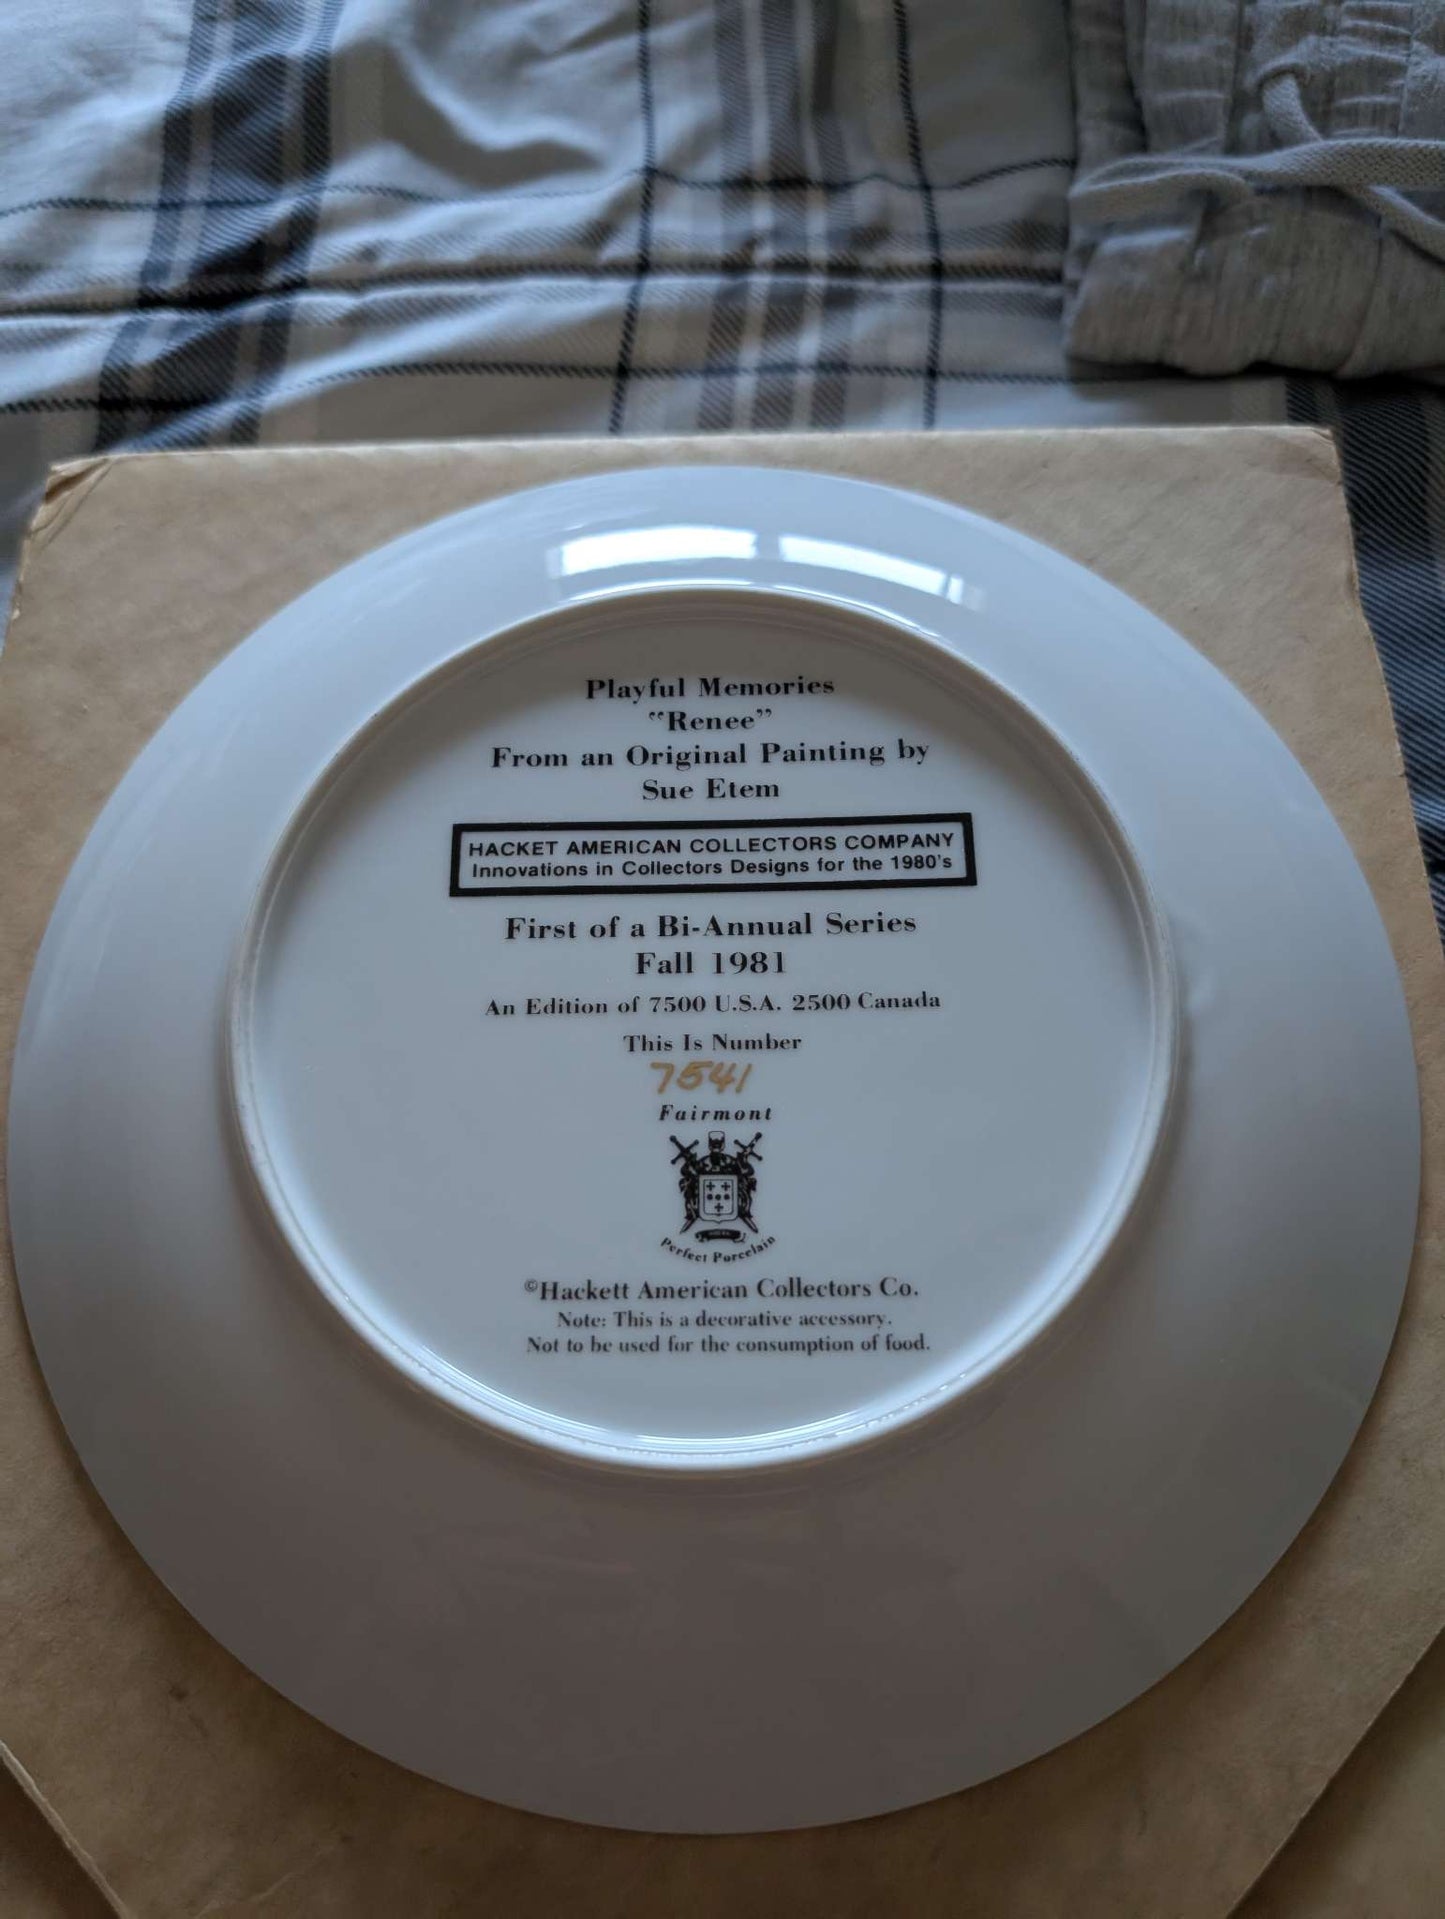 Playful Memories
“Renee”
From an Original Painting by
Sue Etem
HACKET AMERICAN COLLECTORS COMPANY
Innovations in Collectors Designs for the 1980's
First of a Bi-Annual Series
Fall 1981
An Edition of 7500 U.S.A. 2500 Canada
This Is Number
7541
Fairmont
Perfect Porcelain
©Hackett American Collectors Co.
Note: This is a decorative accessory.
Not to be used for the consumption of food.